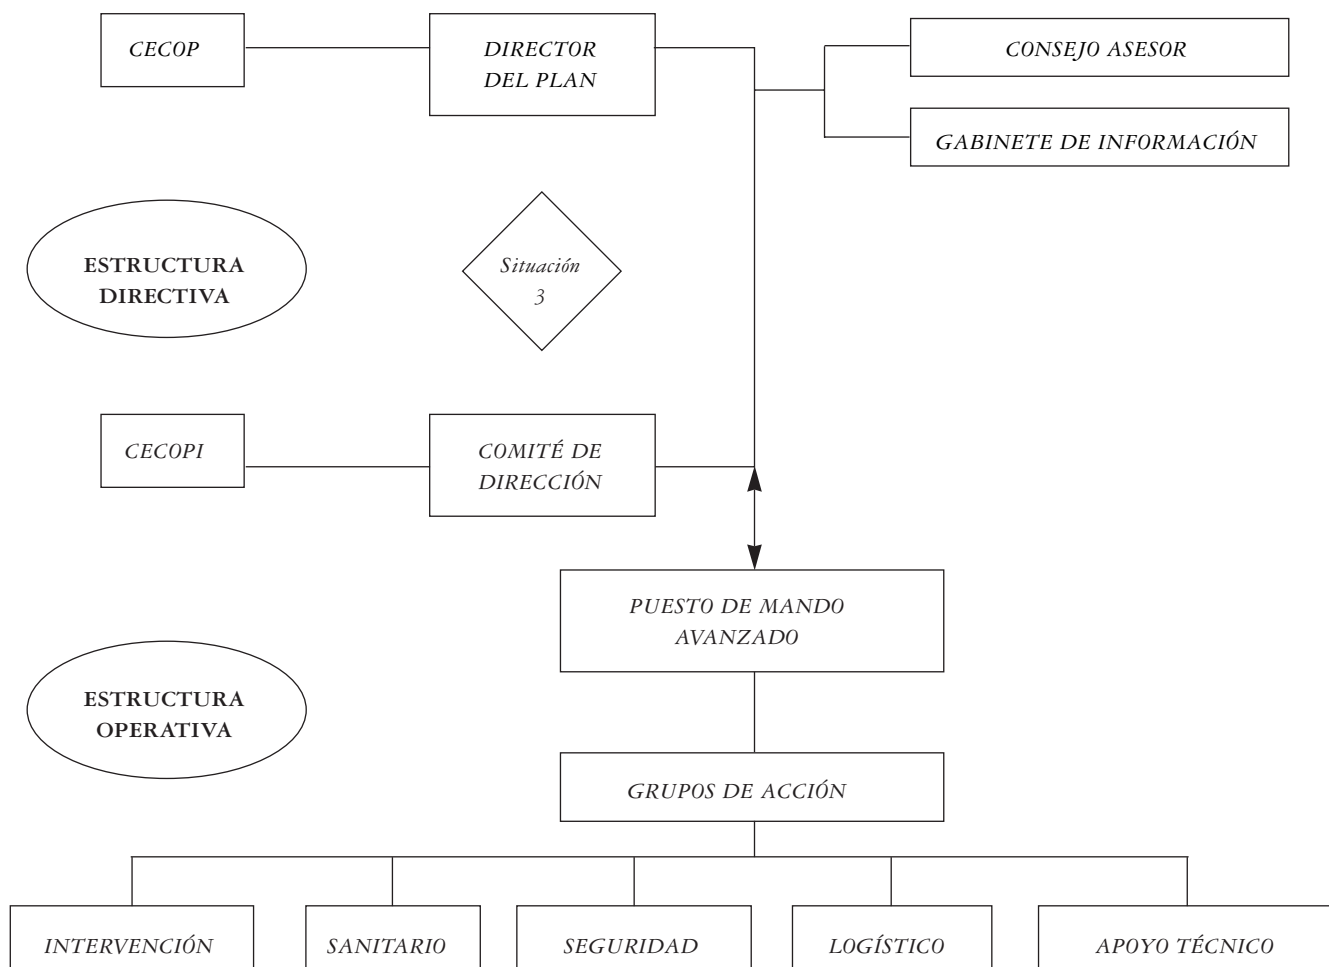 CECOP
DIRECTOR
DEL PLAN
CONSEJO ASESOR
GABINETE DE INFORMACIÓN
ESTRUCTURA
DIRECTIVA
Situación
3
CECOPI
COMITÉ DE
DIRECCIÓN
PUESTO DE MANDO
AVANZADO
ESTRUCTURA
OPERATIVA
GRUPOS DE ACCIÓN
INTERVENCIÓN
SANITARIO
SEGURIDAD
LOGÍSTICO
APOYO TÉCNICO